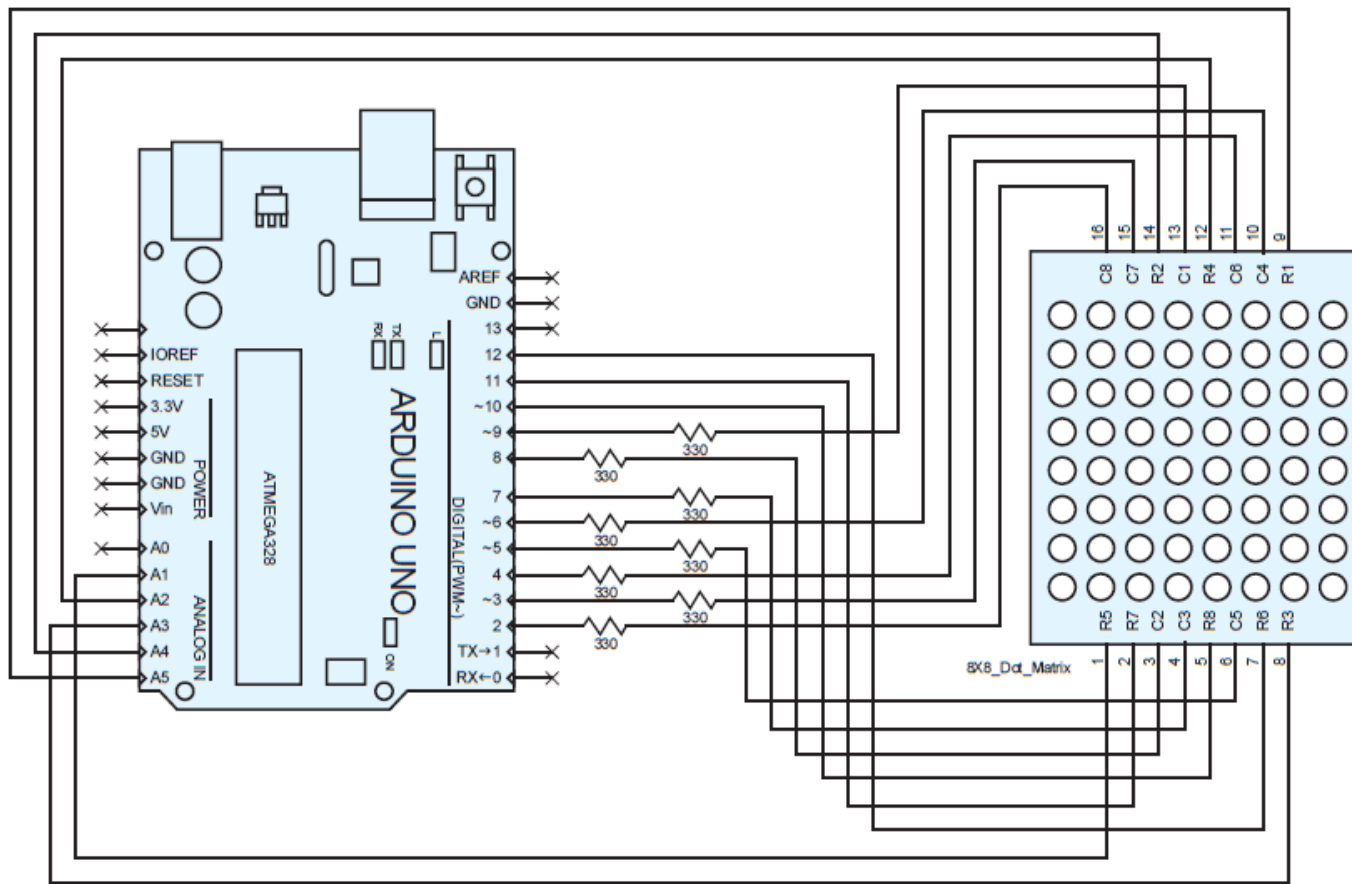 16
15
14
13
12
11
10
9
C8
C7
R2
C1
R4
C6
C4
R1
AREF
GND
13
12
11
~10
~9
8
7
~6
~5
4
~3
2
TX→1
RX←0
IOREF
RESET
3.3V
5V
GND
GND
Vin
A0
A1
A2
A3
A4
A5
POWER
ANALOG IN
ATMEGA328
RX
TX
L
ARDUINO UNO
ON
DIGITAL(PWM~)
330
330
330
330
330
330
330
330
R5
R7
C2
C3
R8
C5
R6
R3
1
2
3
4
5
6
7
8
8X8_Dot_Matrix